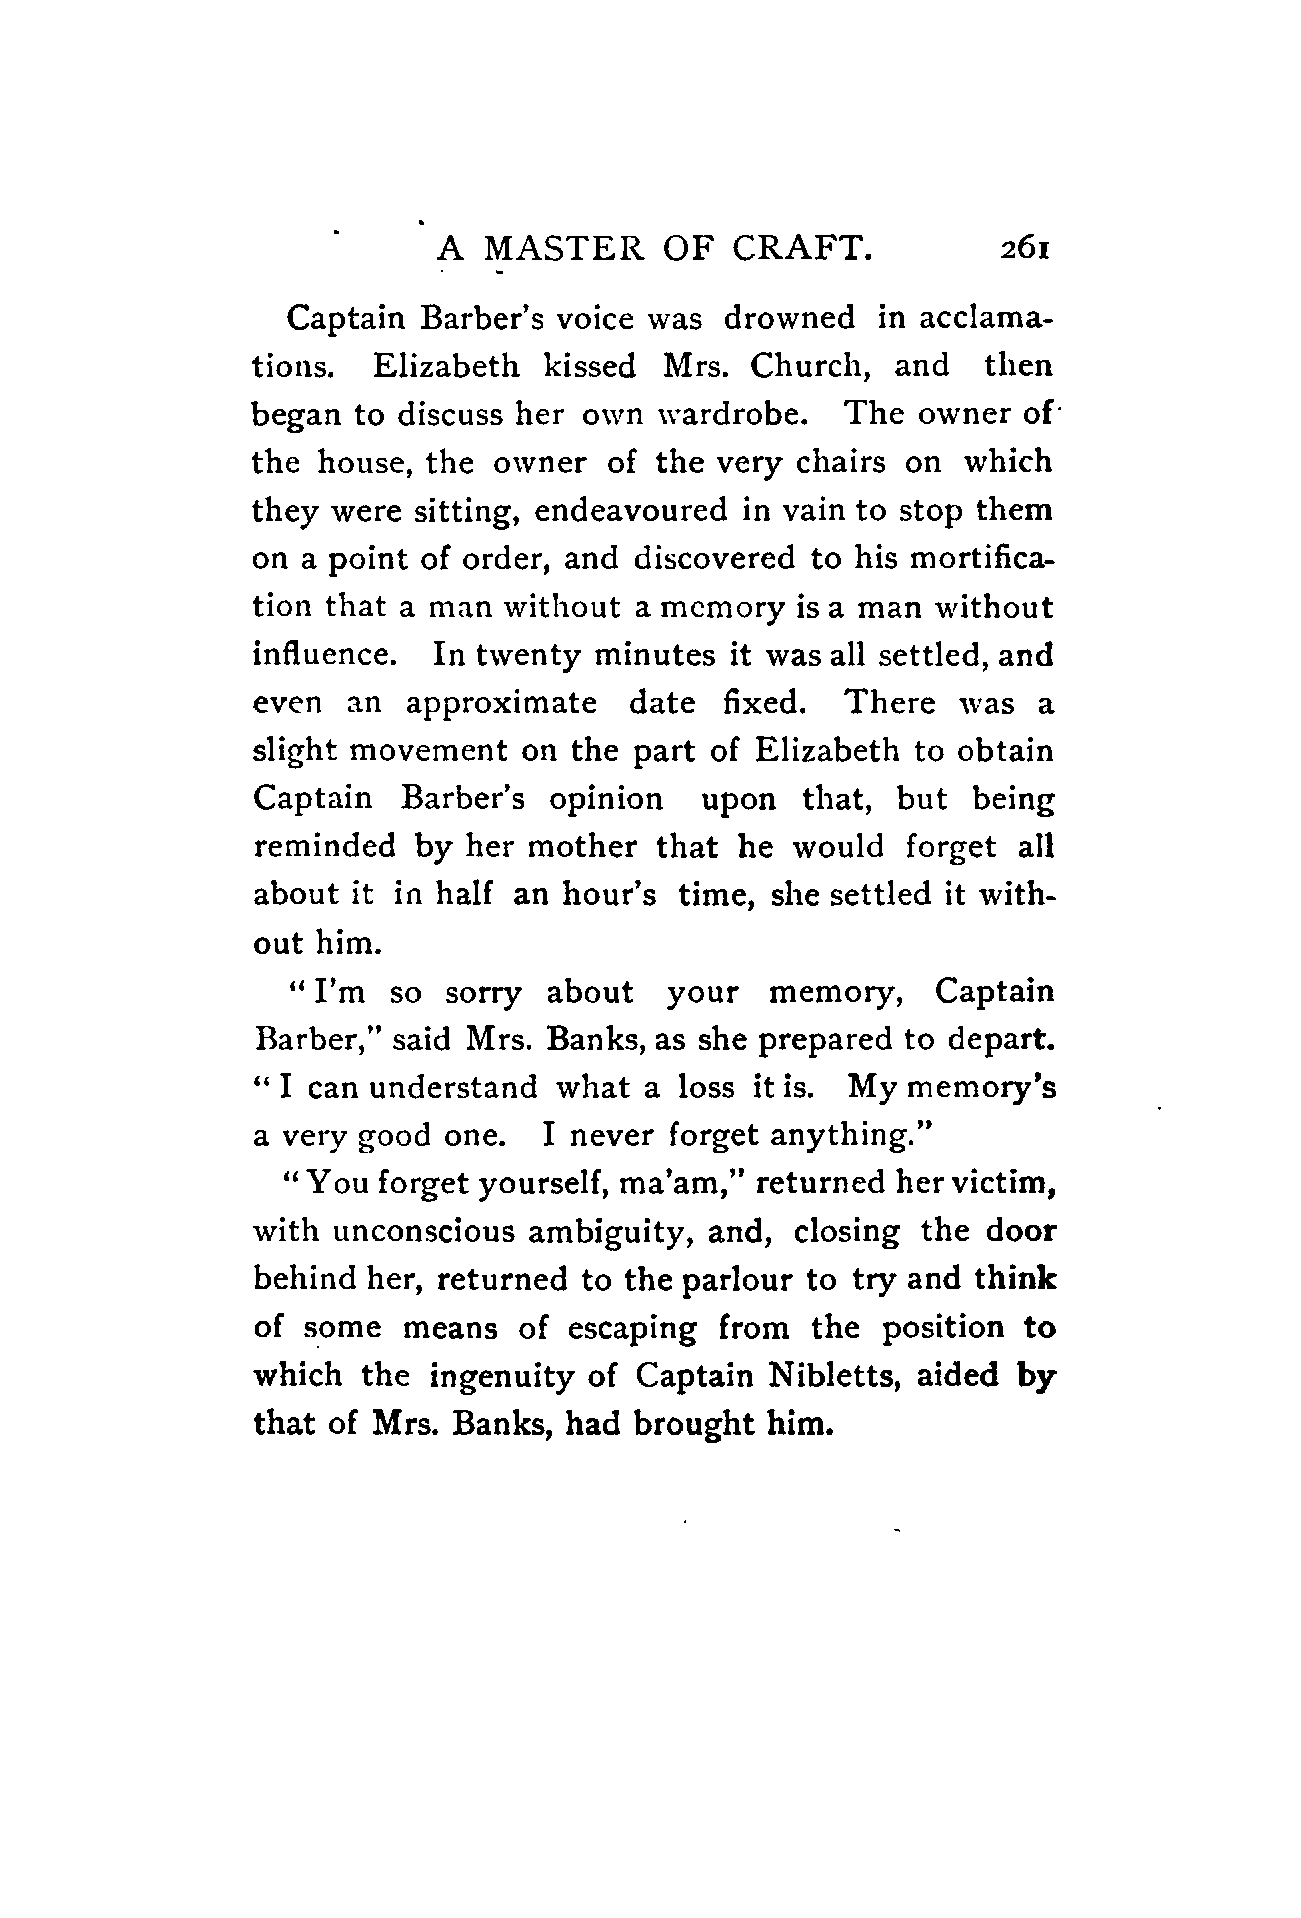 A MASTER OF CRAFT. 261
Captain Barber's voice was drowned in acclama-
tions. Elizabeth kissed Mrs. Church, and then
began to discuss her own wardrobe. The owner of
the house, the owner of the very chairs on which
they were sitting, endeavoured in vain to stop them
on a point of order, and discovered to his mortifica-
tion that a man without a memory is a man without
influence. In twenty minutes it was all settled, and
even an approximate date fixed. There was a
slight movement on the part of Elizabeth to obtain
Captain Barber's opinion upon that, but being
reminded by her mother that he would forget all
about it in half an hour's time, she settled it with-
out him.
"I'm so sorry about your memory, Captain
Barber," said Mrs. Banks, as she prepared to depart.
"I can understand what a loss it is. My memory's
a very good one. I never forget anything."
"You forget yourself, ma'am," returned her victim,
with unconscious ambiguity, and, closing the door
behind her, returned to the parlour to try and think
of some means of escaping from the position to
which the ingenuity of Captain Nibletts, aided by
that of Mrs. Banks, had brought him.